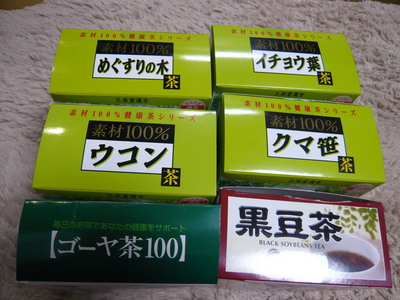 素材100%健康茶シリーズ
素材100%
めぐすりの木
茶
素材100%健康茶シリーズ
素材100%
イチョウ葉
茶
素材100%健康茶シリーズ
素材100%
ウコン
茶
素材100%健康茶シリーズ
素材100%
クマ笹
茶
毎日のお茶であなたの健康をサポート
【ゴーヤ茶100】
黒豆茶
BLACK SOYBEANS TEA